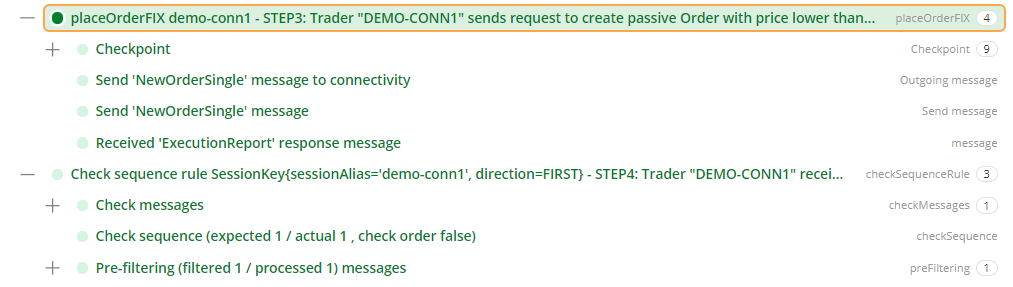 placeOrderFIX demo-conn1 - STEP3: Trader "DEMO-CONN1" sends request to create passive Order with price lower than... placeOrderFIX 4
Checkpoint Checkpoint 9
Send 'NewOrderSingle' message to connectivity Outgoing message
Send 'NewOrderSingle' message Send message
Received 'ExecutionReport' response message message
Check sequence rule SessionKey{sessionAlias='demo-conn1', direction=FIRST} - STEP4: Trader "DEMO-CONN1" recei... checkSequenceRule 3
Check messages checkMessages 1
Check sequence (expected 1 / actual 1 , check order false) checkSequence
Pre-filtering (filtered 1 / processed 1) messages preFiltering 1